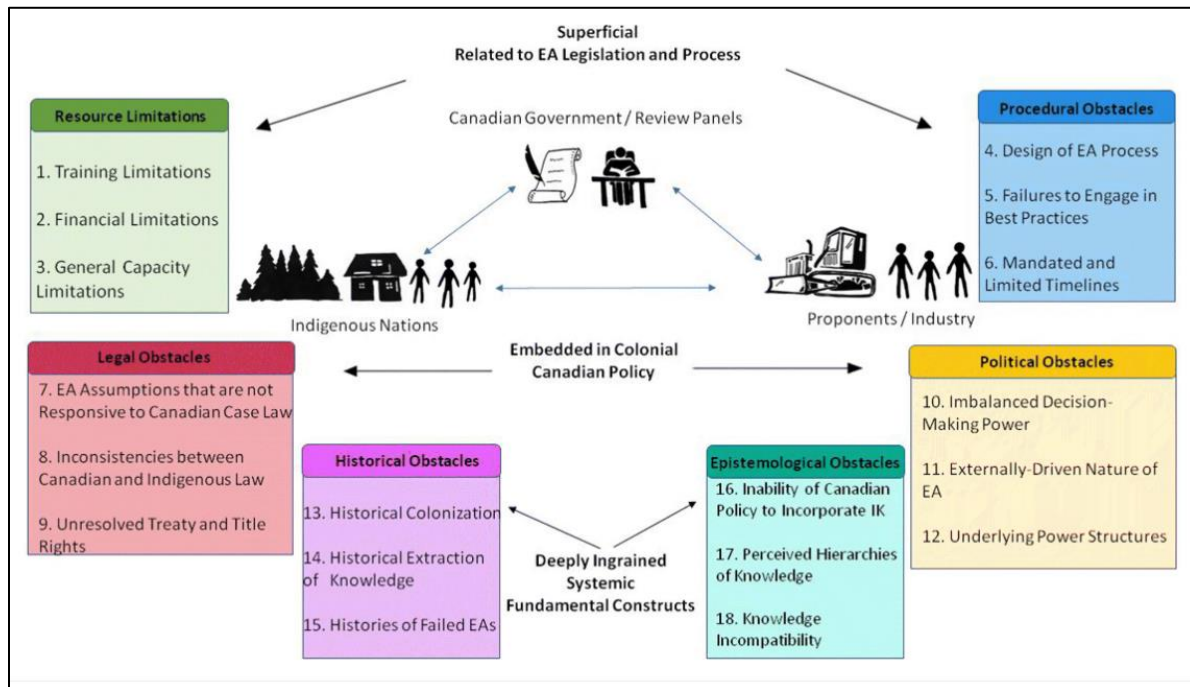 Superficial
Related to EA Legislation and Process
Resource Limitations
1. Training Limitations
2. Financial Limitations
3. General Capacity
Limitations
Canadian Government / Review Panels
Procedural Obstacles
4. Design of EA Process
5. Failures to Engage in
Best Practices
6. Mandated and
Limited Timelines
Indigenous Nations
Proponents / Industry
Legal Obstacles
7. EA Assumptions that are not
Responsive to Canadian Case Law
8. Inconsistencies between
Canadian and Indigenous Law
9. Unresolved Treaty and Title
Rights
Embedded in Colonial
Canadian Policy
Political Obstacles
10. Imbalanced Decision-
Making Power
11. Externally-Driven Nature of
EA
12. Underlying Power Structures
Historical Obstacles
13. Historical Colonization
14. Historical Extraction
of Knowledge
15. Histories of Failed EAs
Deeply Ingrained
Systemic
Fundamental Constructs
Epistemological Obstacles
16. Inability of Canadian
Policy to Incorporate IK
17. Perceived Hierarchies
of Knowledge
18. Knowledge
Incompatibility